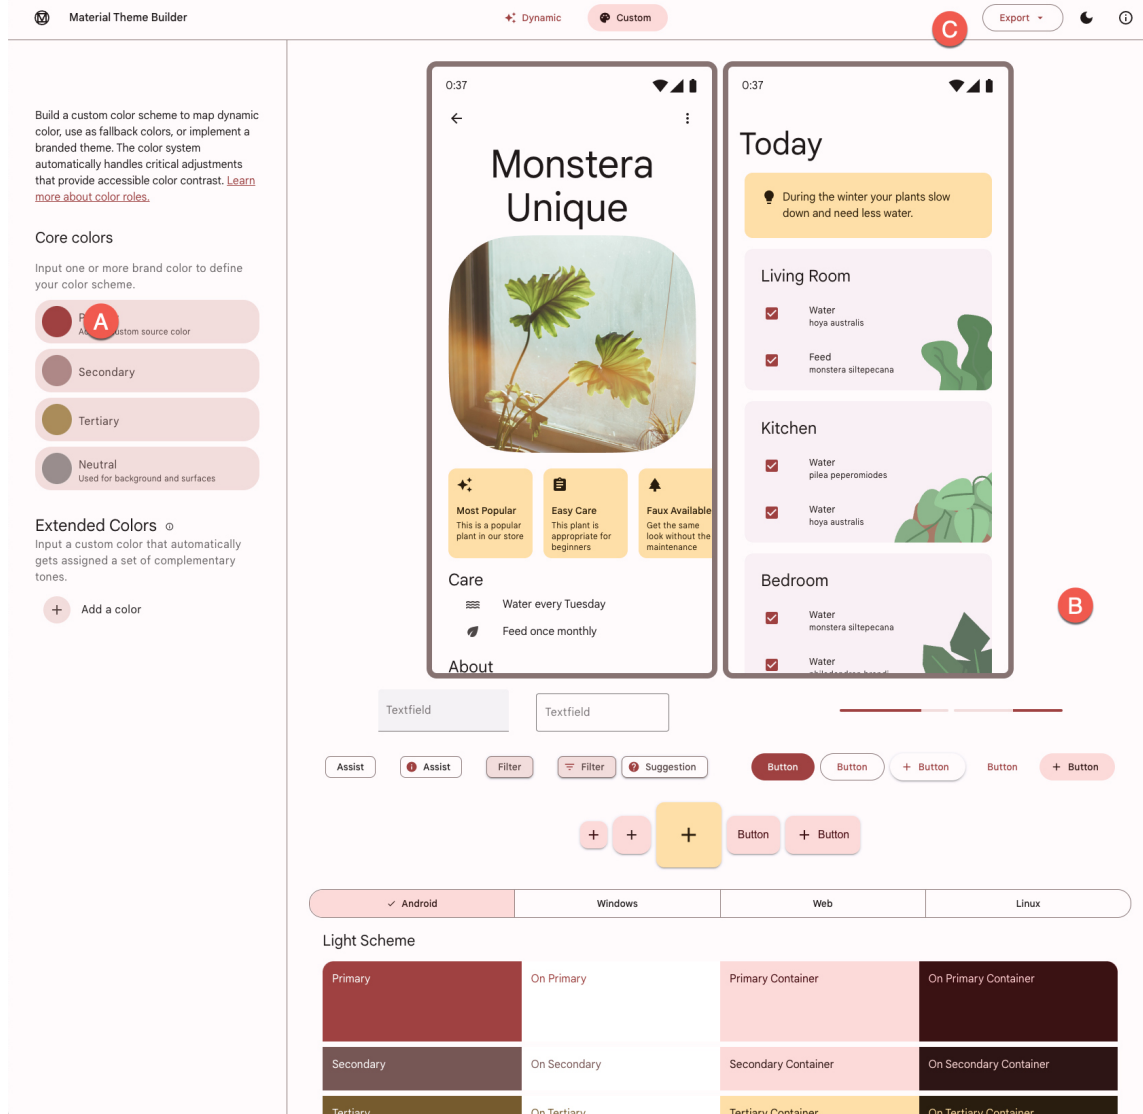 Material Theme Builder
Dynamic
Custom
C
Export
Build a custom color scheme to map dynamic
color, use as fallback colors, or implement a
branded theme. The color system
automatically handles critical adjustments
that provide accessible color contrast. Learn
more about color roles.
Core colors
Input one or more brand color to define
your color scheme.
A
custom source color
Secondary
Tertiary
Neutral
Used for background and surfaces
Extended Colors
Input a custom color that automatically
gets assigned a set of complementary
tones.
+ Add a color
0:37
Monstera
Unique
Most Popular
This is a popular
plant in our store
Easy Care
This plant is
appropriate for
beginners
Faux Available
Get the same
look without the
maintenance
Care
Water every Tuesday
Feed once monthly
About
0:37
Today
During the winter your plants slow
down and need less water.
Living Room
Water
hoya australis
Feed
monstera siltepecana
Kitchen
Water
pilea peperomiodes
Water
hoya australis
Bedroom
Water
monstera siltepecana
Water
B
Textfield
Textfield
Assist
Assist
Filter
Filter
Suggestion
Button
Button
+ Button
Button
+ Button
+
+
+
Button
+ Button
Android
Windows
Web
Linux
Light Scheme
Primary
On Primary
Primary Container
On Primary Container
Secondary
On Secondary
Secondary Container
On Secondary Container
Tertiary
On Tertiary
Tertiary Container
On Tertiary Container